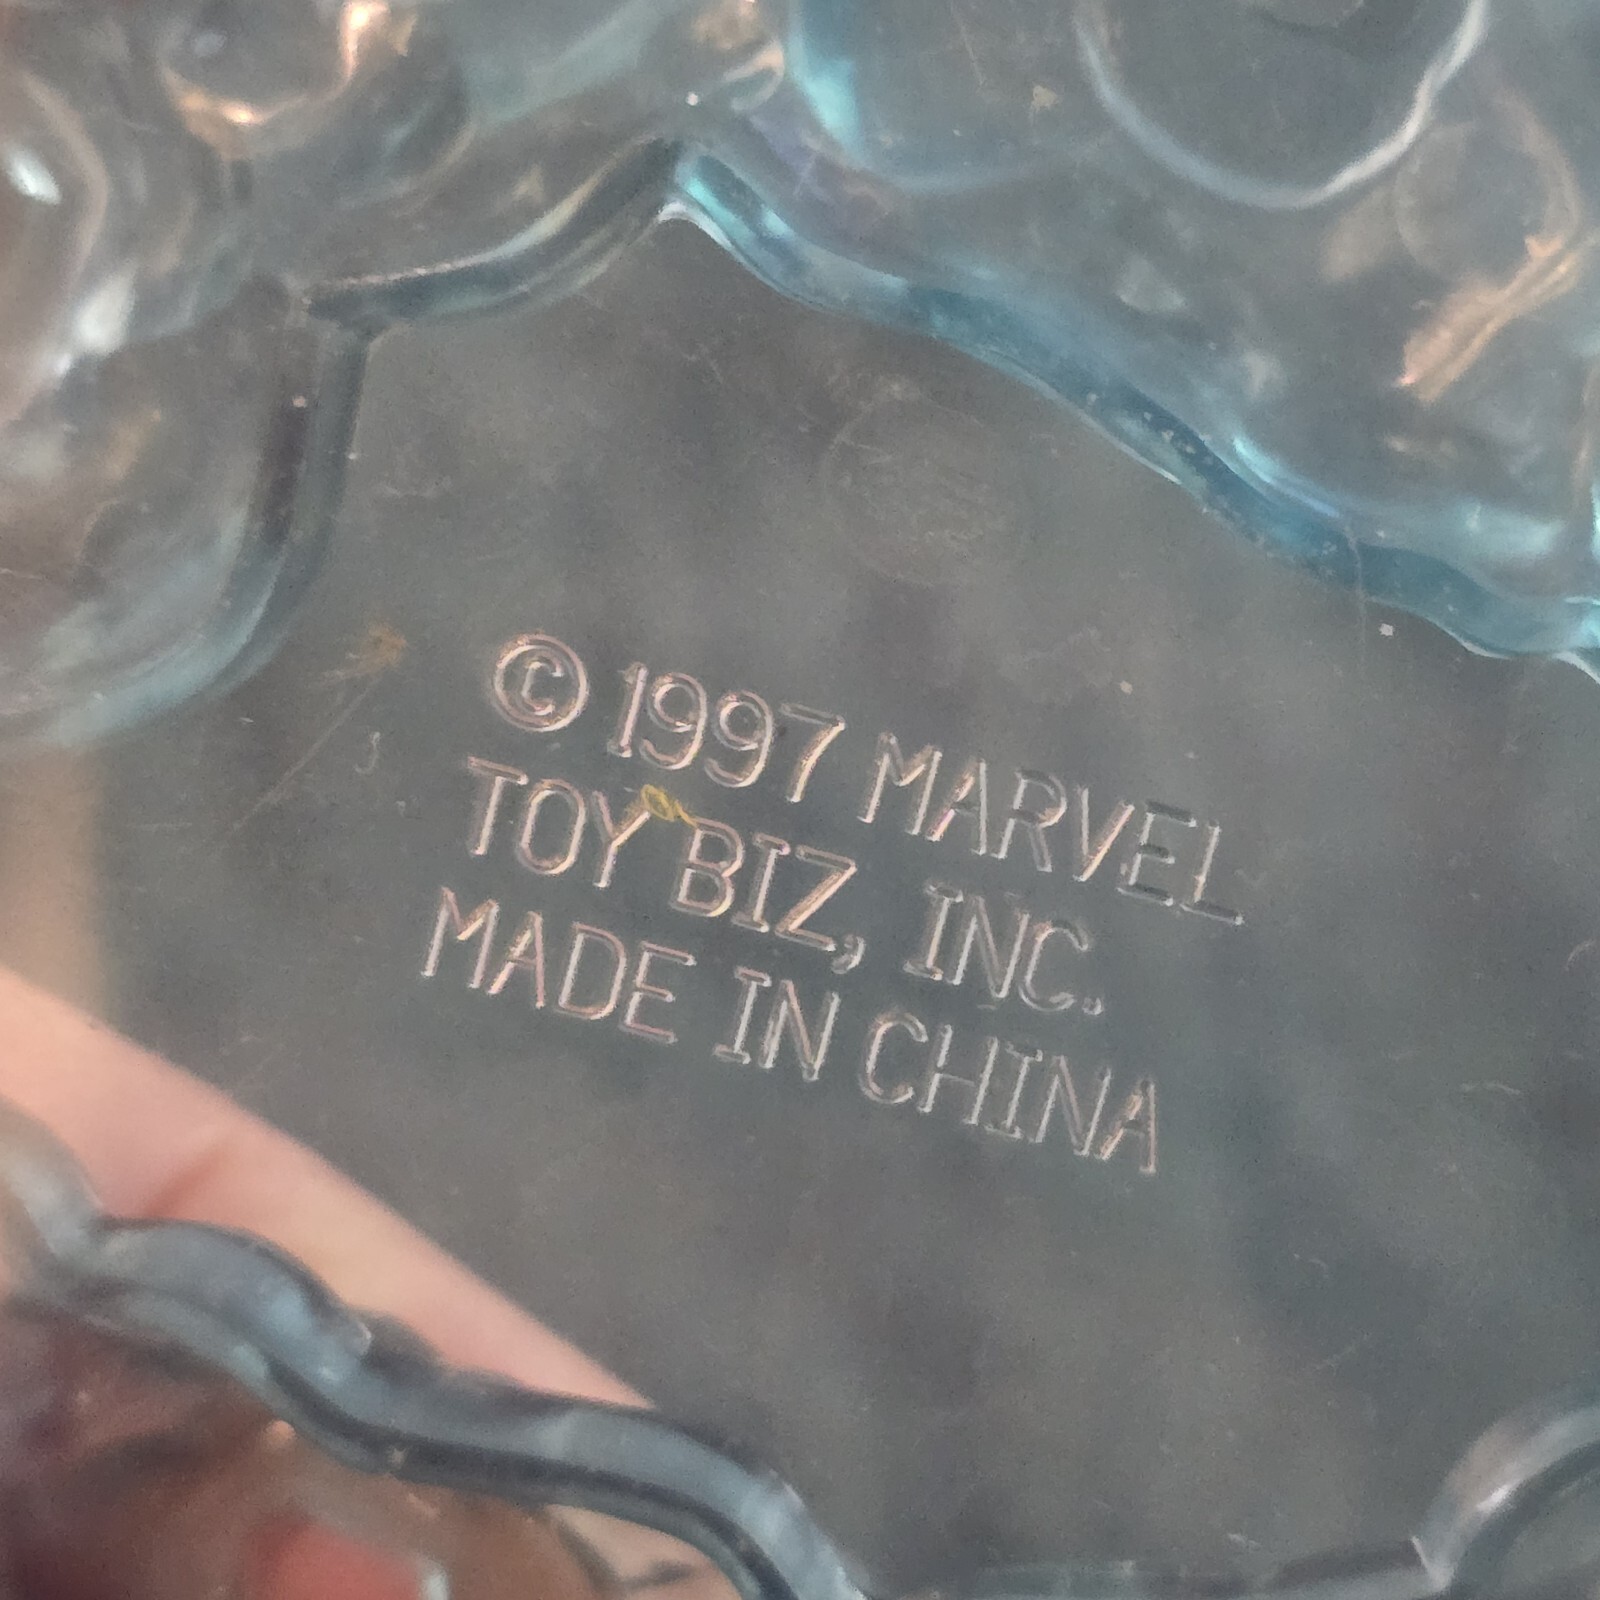 © 1997 MARVEL
TOY BIZ, INC.
MADE IN CHINA